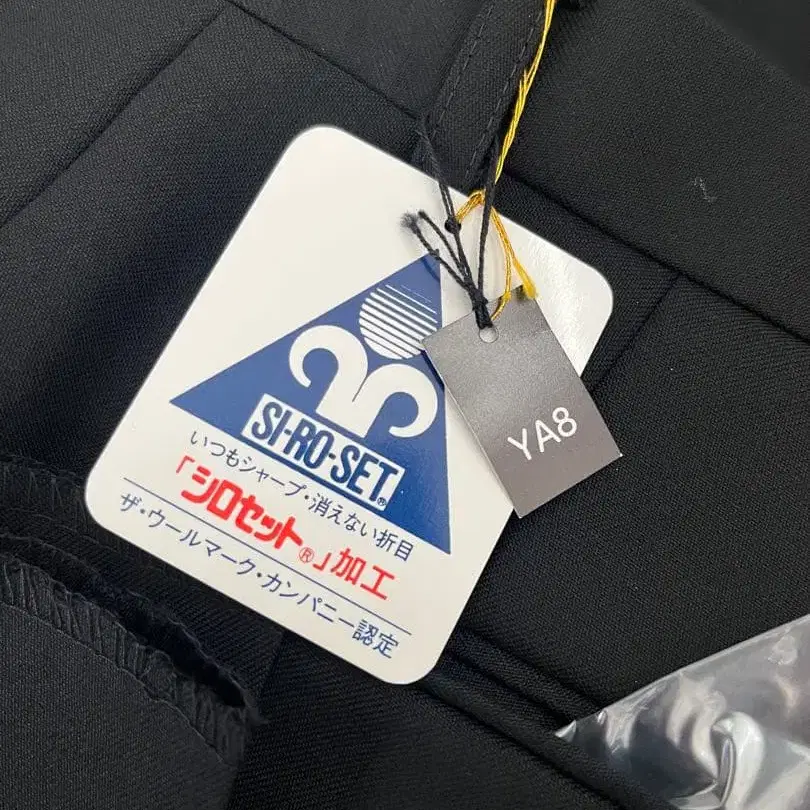 SI-RO-SET®
いつもシャープ・消えない折目
「シロセット®」加工
ザ・ウールマーク・カンパニー認定
YA8